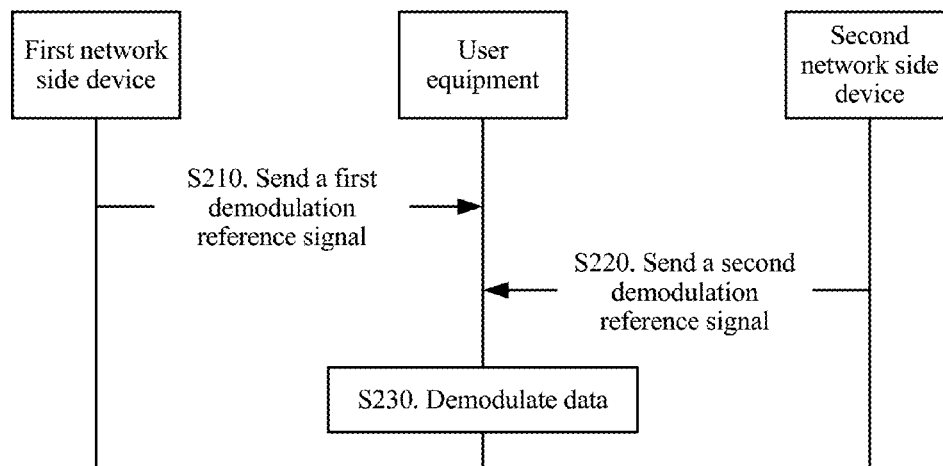 First network
side device
User
equipment
Second
network side
device
S210. Send a first
demodulation
reference signal
S220. Send a second
demodulation
reference signal
S230. Demodulate data